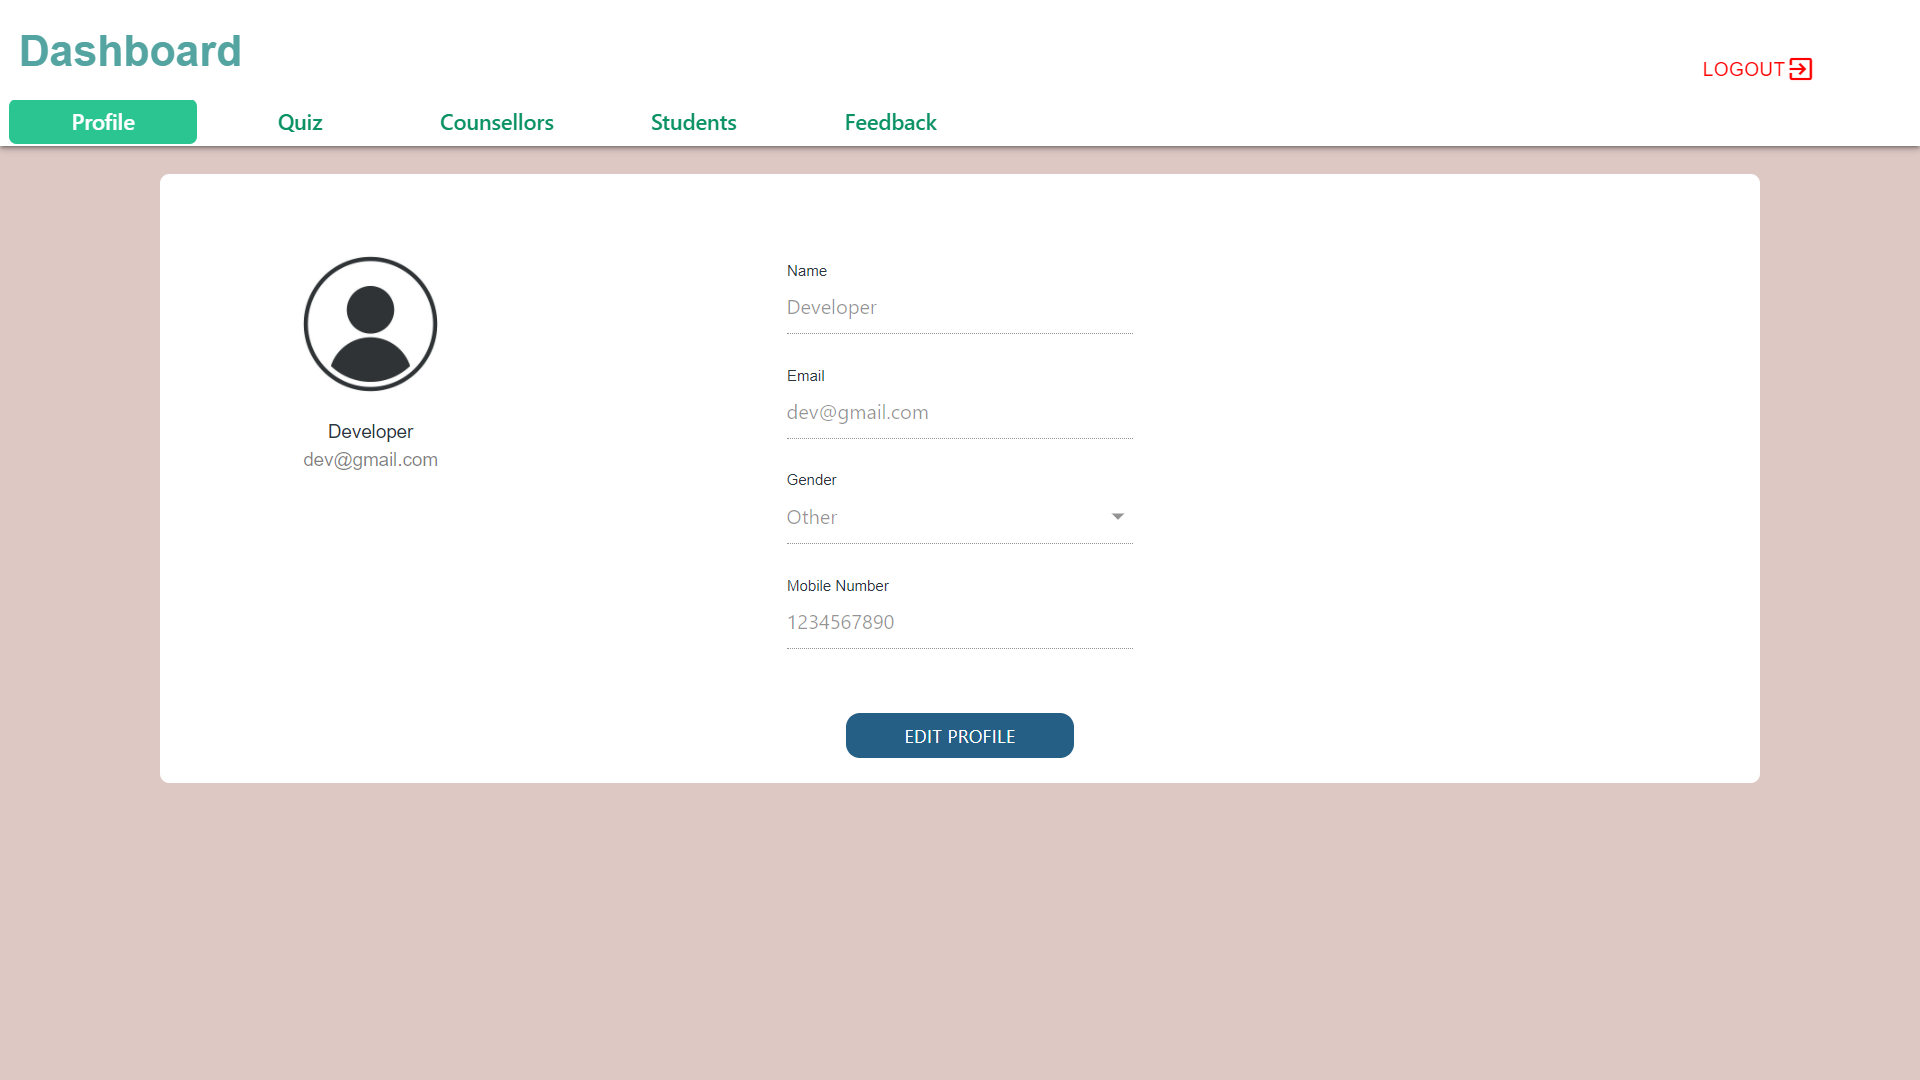 Dashboard
LOGOUT
Profile
Quiz
Counsellors
Students
Feedback
Developer
dev@gmail.com
Name
Developer
Email
dev@gmail.com
Gender
Other
Mobile Number
1234567890
EDIT PROFILE